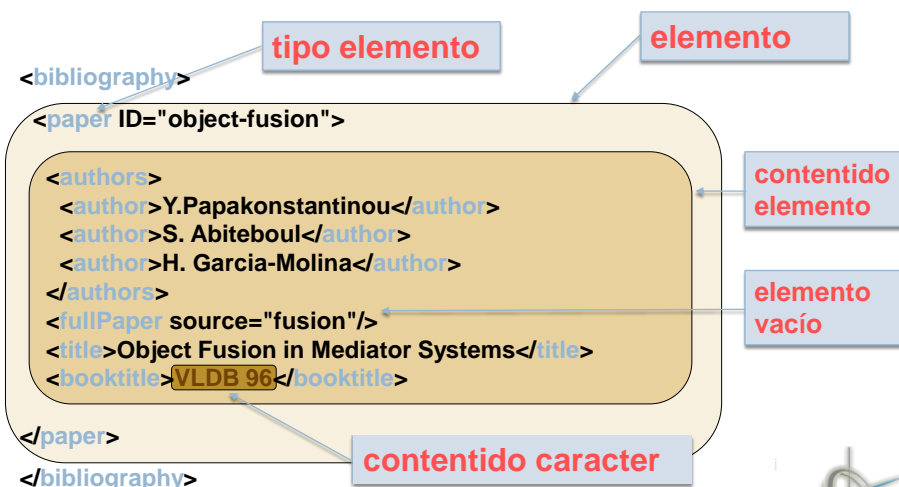 tipo elemento
elemento
<bibliography>
<paper ID="object-fusion">
<authors>
<author>Y.Papakonstantinou</author>
<author>S. Abiteboul</author>
<author>H. Garcia-Molina</author>
</authors>
<fullPaper source="fusion"/>
<title>Object Fusion in Mediator Systems</title>
<booktitle>VLDB 96</booktitle>
</paper>
</bibliography>
contentido
elemento
elemento
vacío
contentido caracter